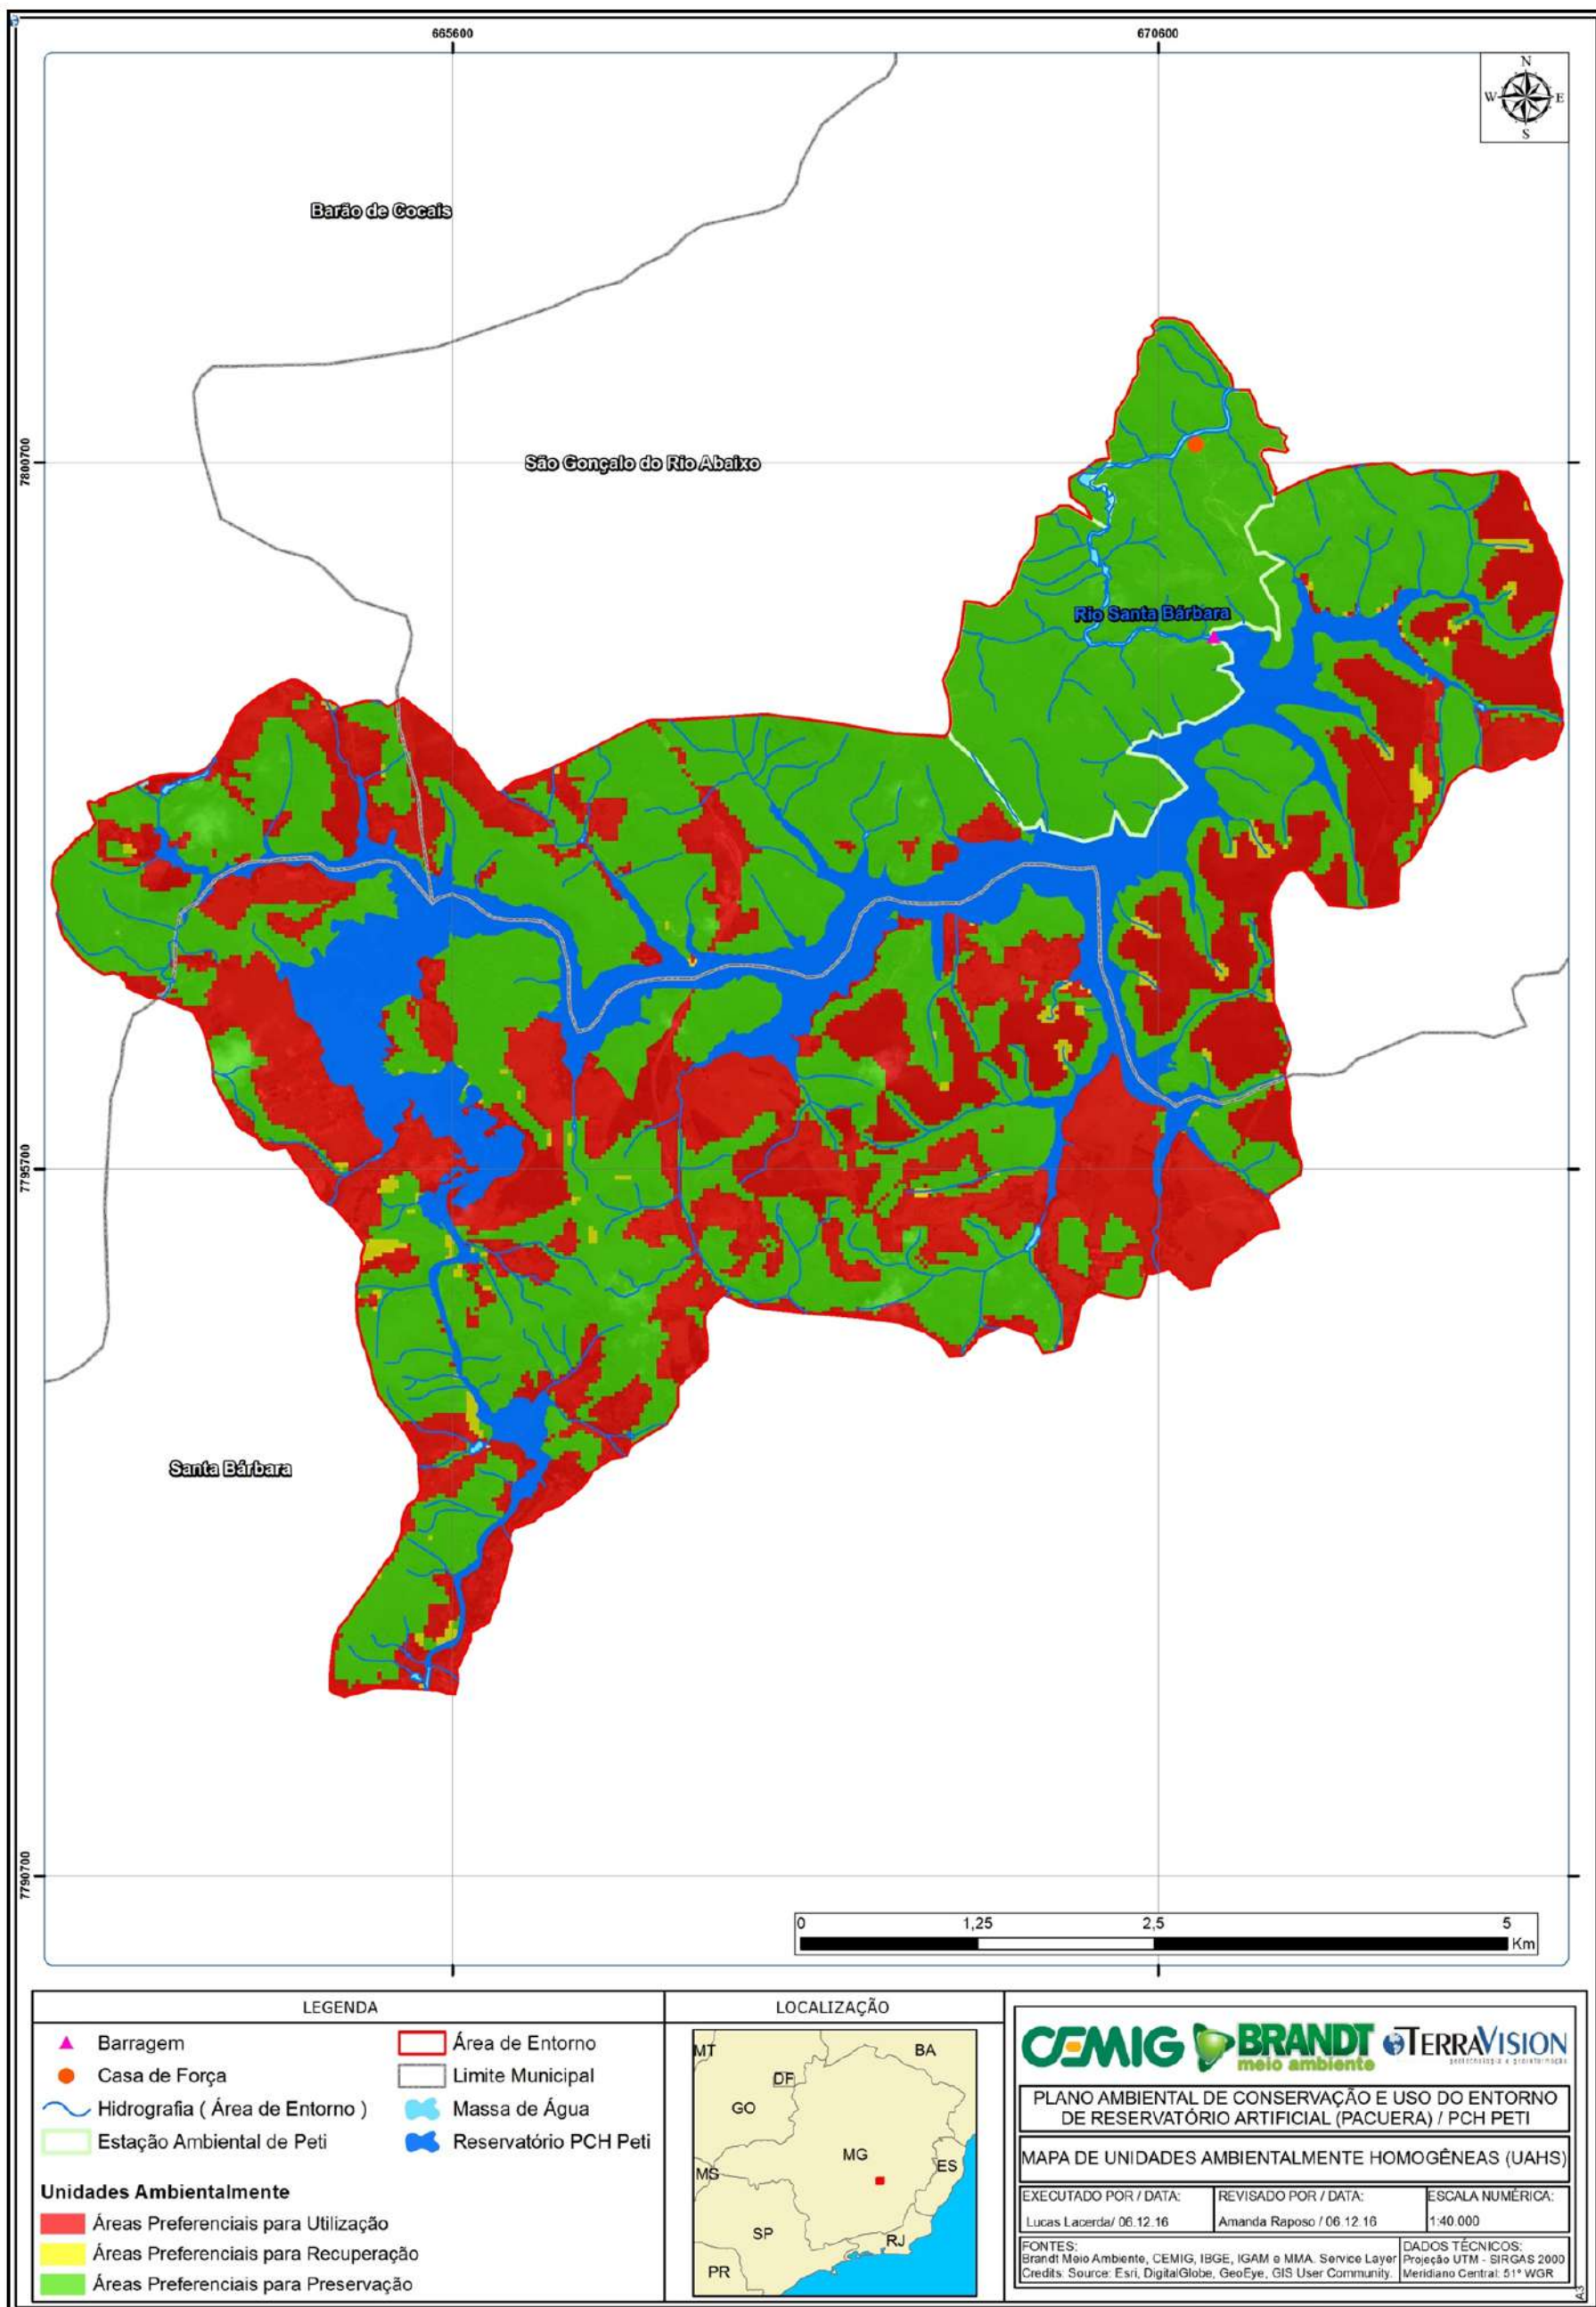 665600
670600
N
W
E
S
Barão de Cocais
7800700
São Gonçalo do Rio Abaixo
Rio Santa Bárbara
7795700
Santa Bárbara
7790700
0
1,25
2,5
5
Km
LEGENDA
Barragem
Casa de Força
Hidrografia ( Área de Entorno )
Estação Ambiental de Peti
Área de Entorno
Limite Municipal
Massa de Água
Reservatório PCH Peti
Unidades Ambientalmente
Áreas Preferenciais para Utilização
Áreas Preferenciais para Recuperação
Áreas Preferenciais para Preservação
LOCALIZAÇÃO
MT
BA
DF
GO
MG
MS
ES
SP
RJ
PR
CEMIG
BRANDT
meio ambiente
TERRAVISION
PLANO AMBIENTAL DE CONSERVAÇÃO E USO DO ENTORNO
DE RESERVATÓRIO ARTIFICIAL (PACUERA) / PCH PETI
MAPA DE UNIDADES AMBIENTALMENTE HOMOGÊNEAS (UAHS)
EXECUTADO POR / DATA:
Lucas Lacerda/ 06.12.16
REVISADO POR / DATA:
Amanda Raposo / 06.12.16
ESCALA NUMÉRICA:
1:40.000
FONTES:
Brandt Meio Ambiente, CEMIG, IBGE, IGAM e MMA. Service Layer
Credits: Source: Esri, DigitalGlobe, GeoEye, GIS User Community.
DADOS TÉCNICOS:
Projeção UTM - SIRGAS 2000
Meridiano Central: 51° WGR
A3